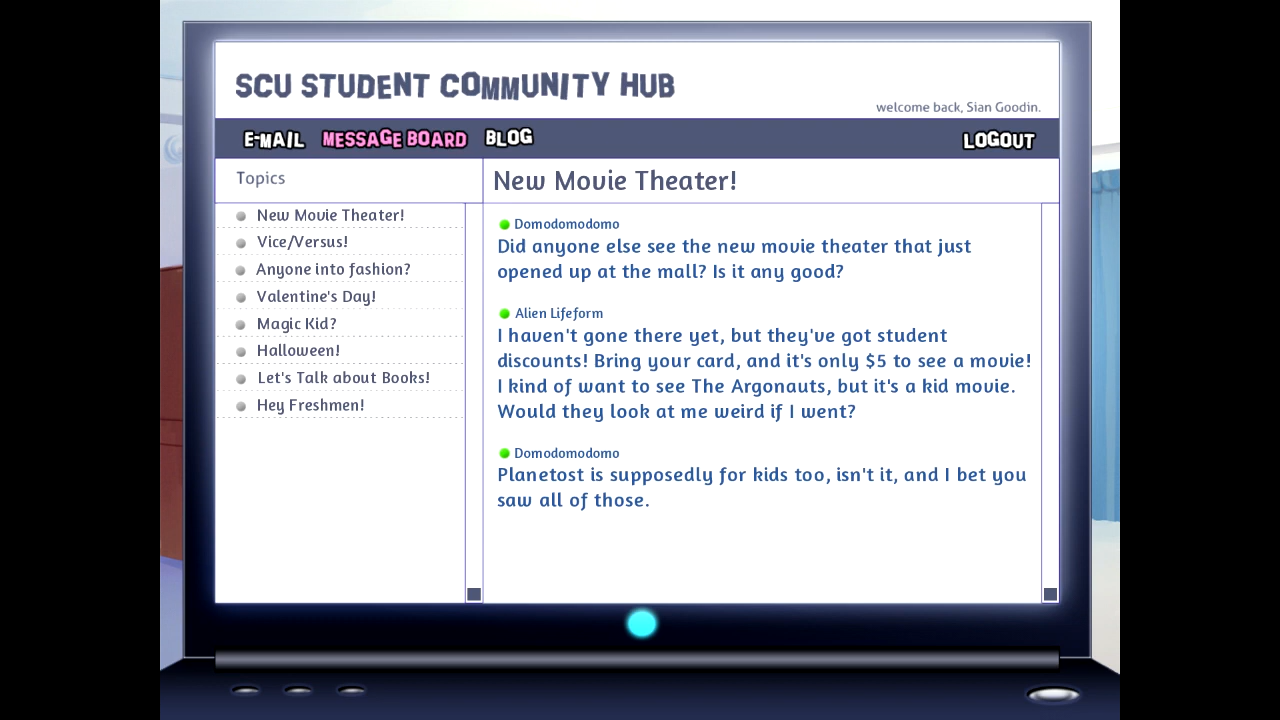 SCU STUDENT COMMUNITY HUB
welcome back, Sian Goodin.
E-MAIL MESSAGE BOARD BLOG LOGOUT
Topics
New Movie Theater!
Vice/Versus!
Anyone into fashion?
Valentine's Day!
Magic Kid?
Halloween!
Let's Talk about Books!
Hey Freshmen!
New Movie Theater!
Domodomodomo
Did anyone else see the new movie theater that just
opened up at the mall? Is it any good?
Alien Lifeform
I haven't gone there yet, but they've got student
discounts! Bring your card, and it's only $5 to see a movie!
I kind of want to see The Argonauts, but it's a kid movie.
Would they look at me weird if I went?
Domodomodomo
Planetost is supposedly for kids too, isn't it, and I bet you
saw all of those.